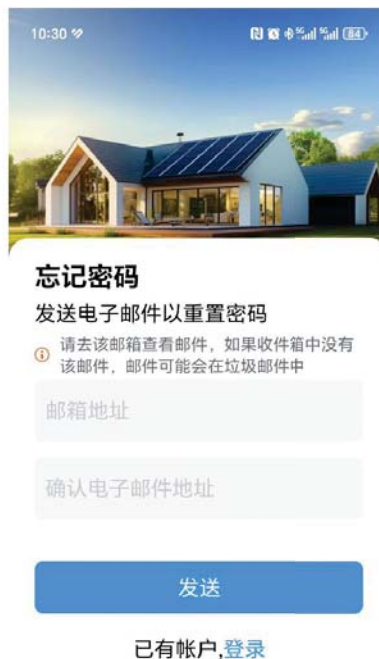 10:30
5G 5G 84
忘记密码
发送电子邮件以重置密码
请去该邮箱查看邮件，如果收件箱中没有
该邮件，邮件可能会在垃圾邮件中
邮箱地址
确认电子邮件地址
发送
已有帐户,登录